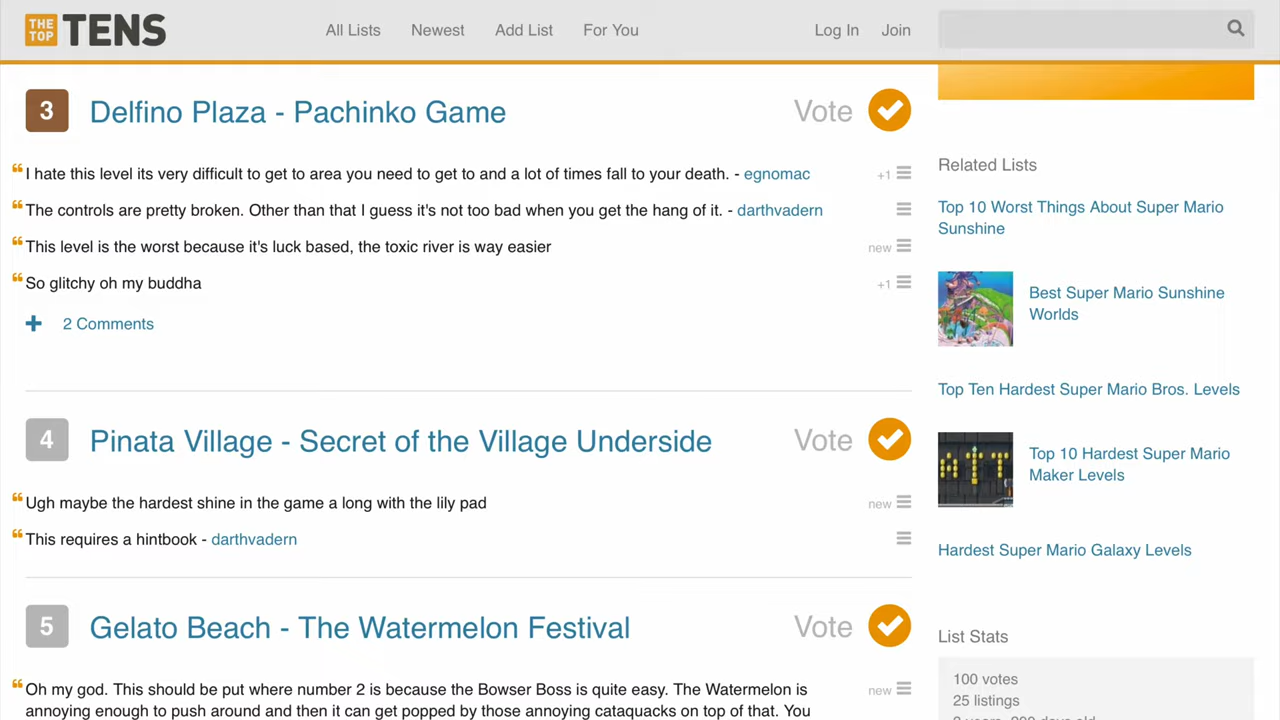 THE TOP TENS
All Lists Newest Add List For You Log In Join
3 Delfino Plaza - Pachinko Game Vote
I hate this level its very difficult to get to area you need to get to and a lot of times fall to your death. - egnomac +1
The controls are pretty broken. Other than that I guess it's not too bad when you get the hang of it. - darthvadern
This level is the worst because it's luck based, the toxic river is way easier new
So glitchy oh my buddha +1
2 Comments
4 Pinata Village - Secret of the Village Underside Vote
Ugh maybe the hardest shine in the game a long with the lily pad new
This requires a hintbook - darthvadern
5 Gelato Beach - The Watermelon Festival Vote
Oh my god. This should be put where number 2 is because the Bowser Boss is quite easy. The Watermelon is new
annoying enough to push around and then it can get popped by those annoying cataquacks on top of that. You
Related Lists
Top 10 Worst Things About Super Mario
Sunshine
Best Super Mario Sunshine
Worlds
Top Ten Hardest Super Mario Bros. Levels
Top 10 Hardest Super Mario
Maker Levels
Hardest Super Mario Galaxy Levels
List Stats
100 votes
25 listings